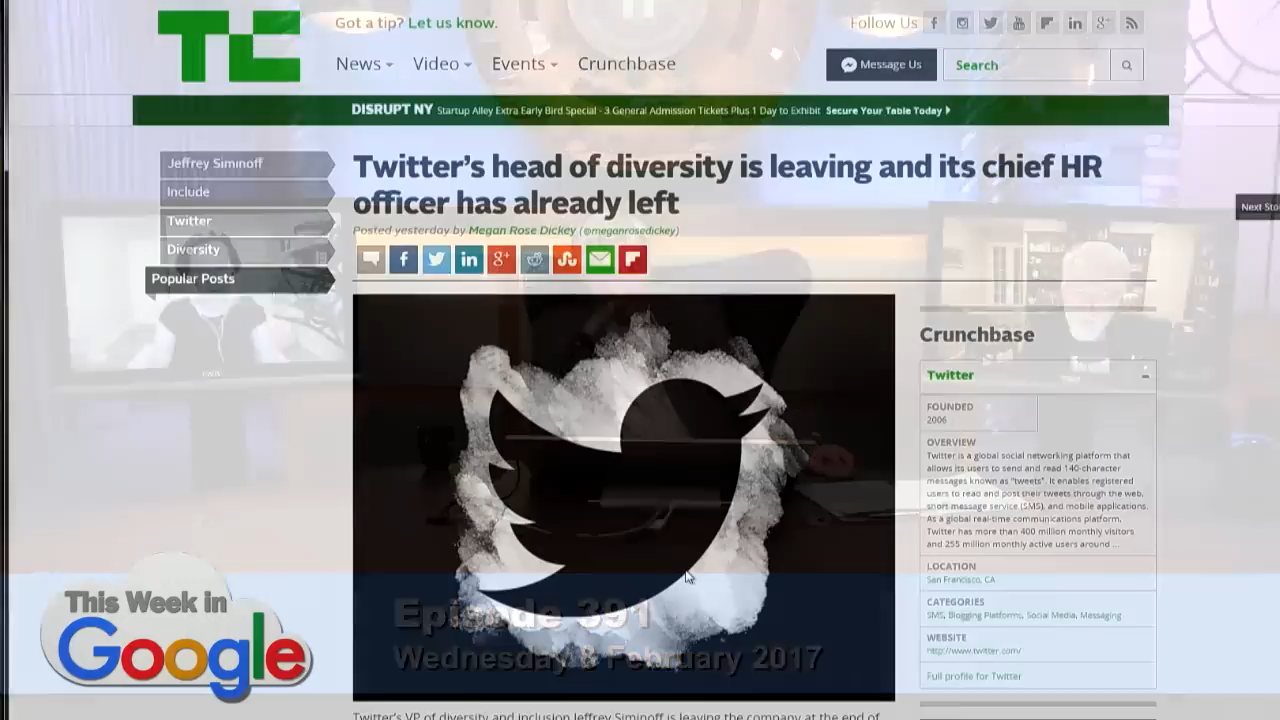 Got a tip? Let us know.
Follow Us
TC
News
Video
Events
Crunchbase
Message Us
Search
DISRUPT NY Startup Alley Extra Early Bird Special - 3 General Admission Tickets Plus 1 Day to Exhibit Secure Your Table Today
Jeffrey Siminoff
Include
Twitter
Diversity
Popular Posts
Twitter's head of diversity is leaving and its chief HR
officer has already left
Posted yesterday by Megan Rose Dickey (@meganrosedickey)
Next Sto
Crunchbase
Twitter
FOUNDED
2006
OVERVIEW
Twitter is a global social networking platform that
allows its users to send and read 140-character
messages known as "tweets". It enables registered
users to read and post their tweets through the web,
short message service (SMS), and mobile applications.
As a global real-time communications platform,
Twitter has more than 400 million monthly visitors
and 255 million monthly active users around ...
LOCATION
San Francisco, CA
CATEGORIES
SMS, Blogging Platforms, Social Media, Messaging
WEBSITE
http://www.twitter.com/
Full profile for Twitter
This Week in
Google
Episode 391
Wednesday 8 February 2017
Twitter's VP of diversity and inclusion Jeffrey Siminoff is leaving the company at the end of